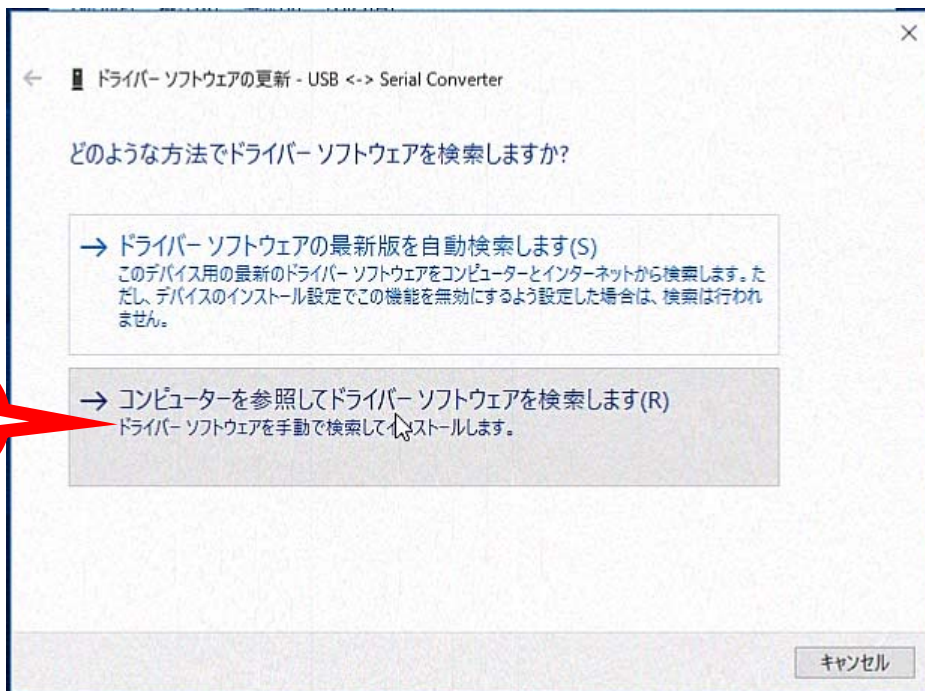 ドライバー ソフトウェアの更新 - USB <-> Serial Converter
どのような方法でドライバー ソフトウェアを検索しますか?
→ ドライバー ソフトウェアの最新版を自動検索します(S)
このデバイス用の最新のドライバー ソフトウェアをコンピューターとインターネットから検索します。た
だし、デバイスのインストール設定でこの機能を無効にするよう設定した場合は、検索は行われ
ません。
→ コンピューターを参照してドライバー ソフトウェアを検索します(R)
ドライバー ソフトウェアを手動で検索してインストールします。
キャンセル